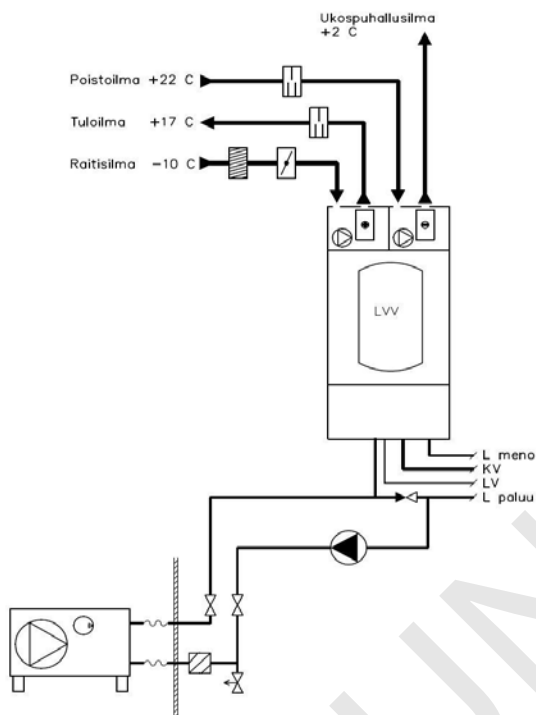 Ukospuhallusilma
+2 C
Poistoilma +22 C
Tuloilma +17 C
Raitisilma -10 C
LVV
L meno
KV
LV
L paluu